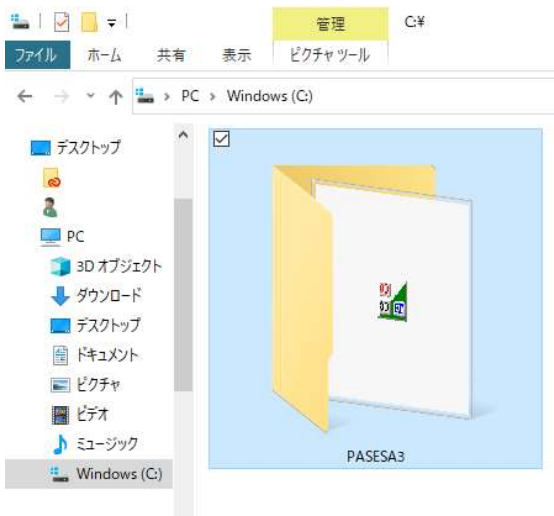 管理 C:¥
ファイル ホーム 共有 表示 ピクチャ ツール
PC > Windows (C:)
デスクトップ
PC
3D オブジェクト
ダウンロード
デスクトップ
ドキュメント
ピクチャ
ビデオ
ミュージック
Windows (C:)
PASESA3